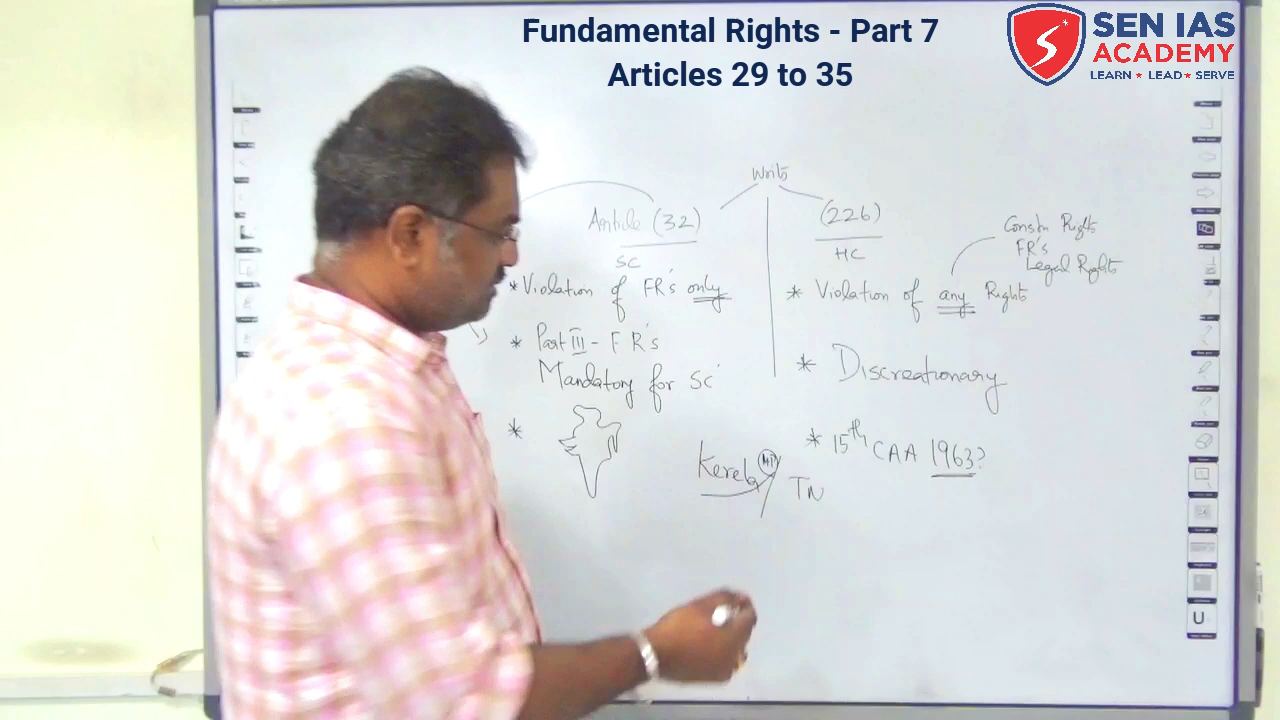 Fundamental Rights - Part 7
Articles 29 to 35
SEN IAS
ACADEMY
LEARN ★ LEAD ★ SERVE
Writs
Article (32)
SC
* Violation of FR's only
* Part III - F R's
Mandatory for SC
*
(226)
HC
Constn Rights
FR's
Legal Rights
* Violation of any Rights
* Discreationary
* 15th CAA 1963?
Kerela
TN
U